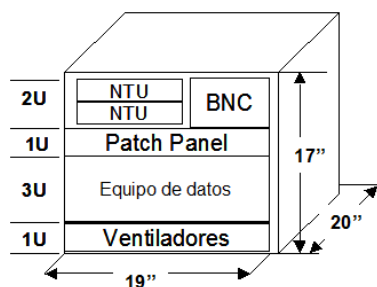 2U
NTU
NTU
BNC
1U
Patch Panel
17”
3U
Equipo de datos
1U
Ventiladores
20”
19”